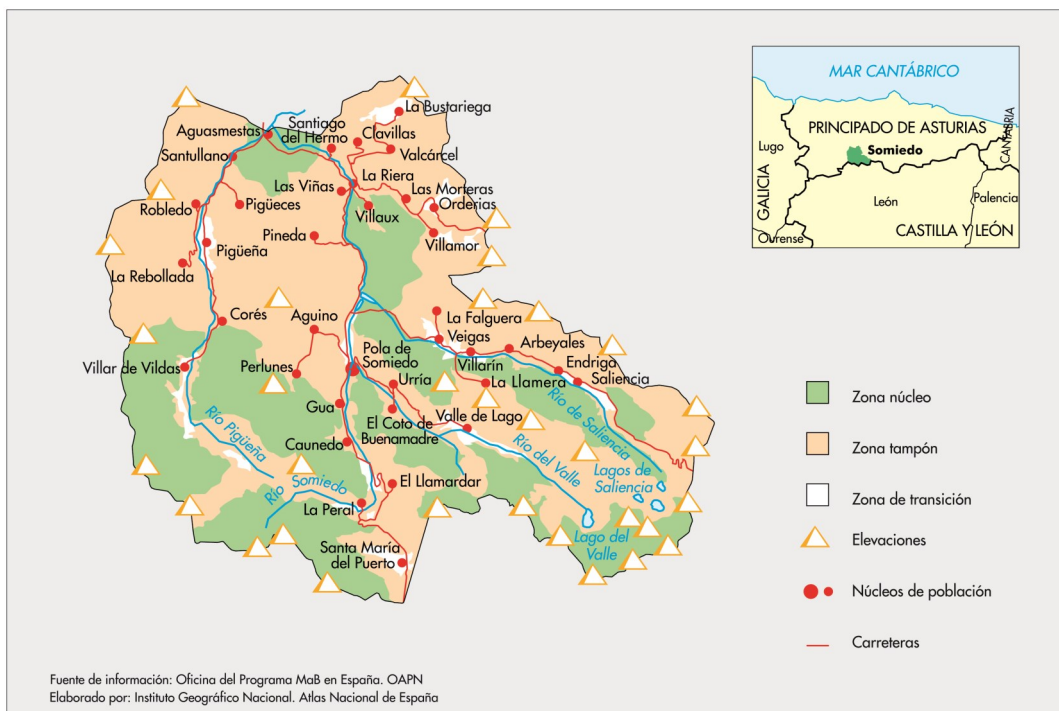 La Bustariega
Aguasmestas
Santiago
del Hermo
Clavillas
Valcárcel
Santullano
La Riera
Las Viñas
Las Morteras
Orderias
Robledo
Pigüeces
Villaux
Pineda
Villamor
Pigüeña
La Rebollada
Corés
Aguino
La Falguera
Veigas
Arbeyales
Villar de Vildas
Perlunes
Pola de
Somiedo
Villarín
Endriga
Urría
La Llamera
Saliencia
Gua
El Coto de
Buenamadre
Valle de Lago
Río de Saliencia
Río Pigüeña
Caunedo
Río del Valle
Lagos de
Saliencia
Río Somiedo
El Llamardar
La Peral
Lago del
Valle
Santa María
del Puerto
MAR CANTÁBRICO
PRINCIPADO DE ASTURIAS
CANTABRIA
Lugo
Somiedo
GALICIA
León
Palencia
Ourense
CASTILLA Y LEÓN
Zona núcleo
Zona tampón
Zona de transición
Elevaciones
Núcleos de población
Carreteras
Fuente de información: Oficina del Programa MaB en España. OAPN
Elaborado por: Instituto Geográfico Nacional. Atlas Nacional de España